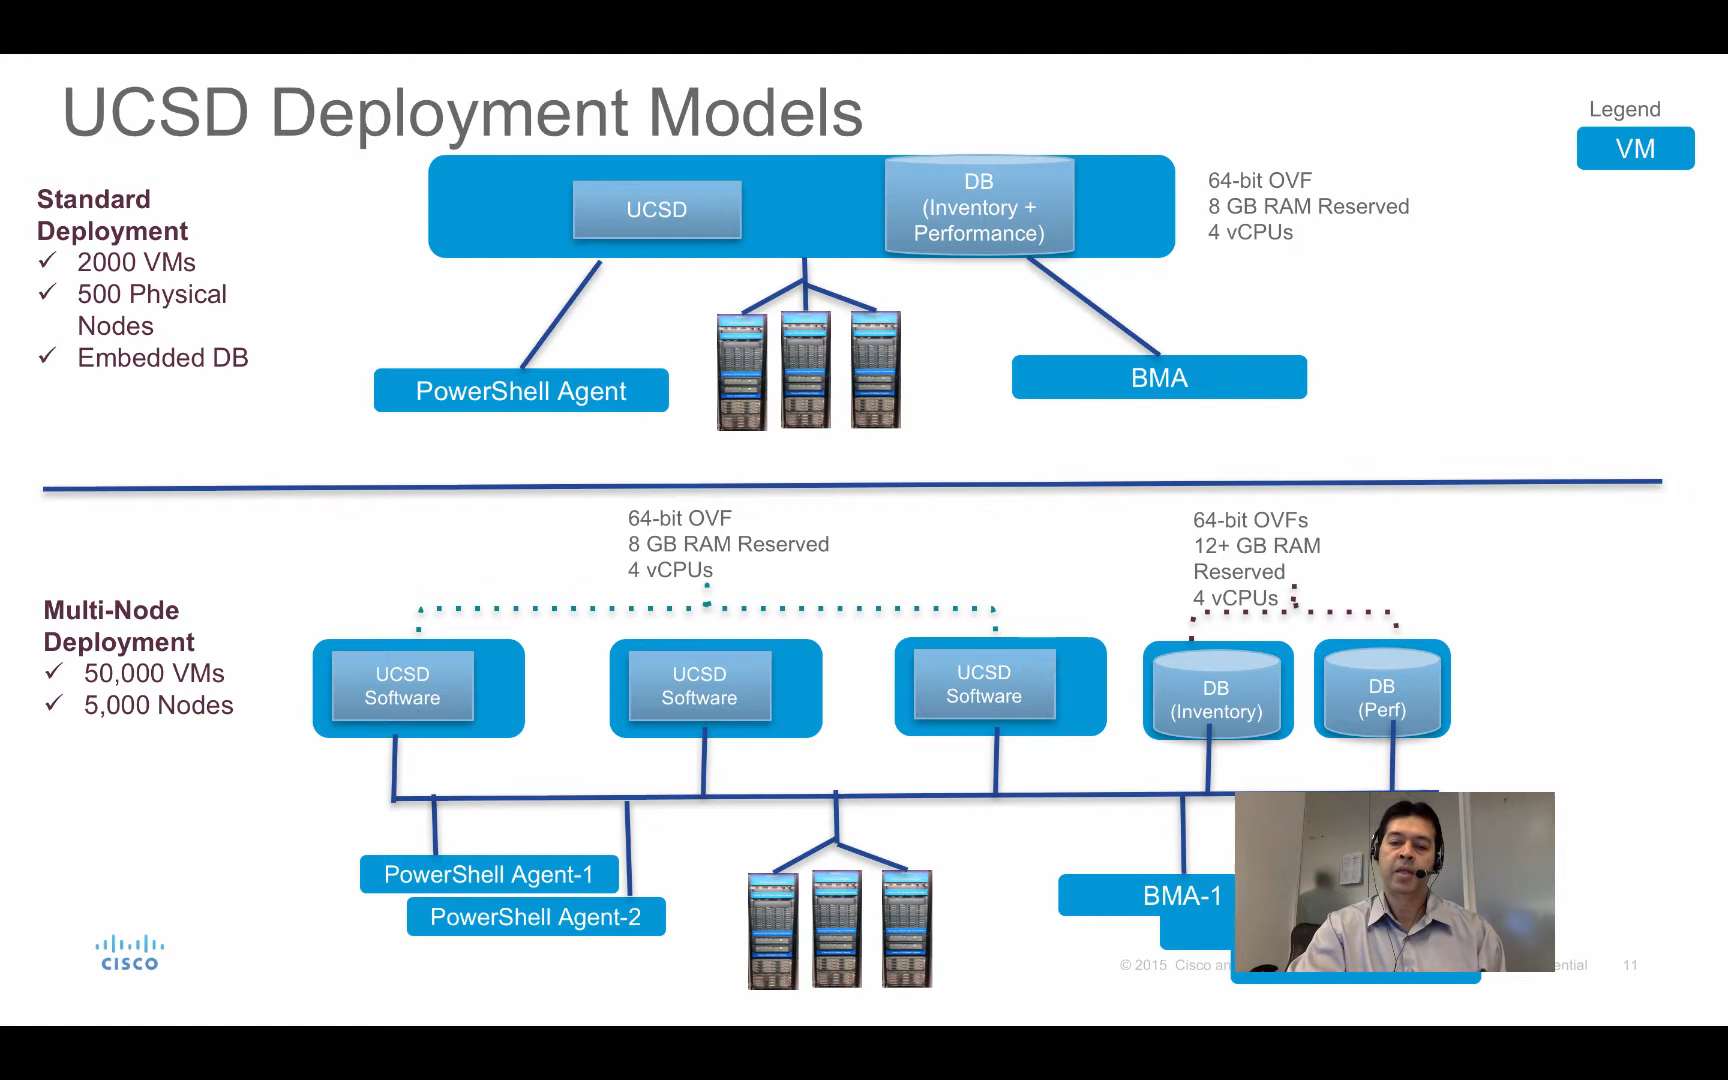 UCSD Deployment Models
Legend
VM
Standard
Deployment
✓ 2000 VMs
✓ 500 Physical
Nodes
✓ Embedded DB
UCSD
DB
(Inventory +
Performance)
64-bit OVF
8 GB RAM Reserved
4 vCPUs
PowerShell Agent
BMA
64-bit OVF
8 GB RAM Reserved
4 vCPUs
64-bit OVFs
12+ GB RAM
Reserved
4 vCPUs
Multi-Node
Deployment
✓ 50,000 VMs
✓ 5,000 Nodes
UCSD
Software
UCSD
Software
UCSD
Software
DB
(Inventory)
DB
(Perf)
PowerShell Agent-1
PowerShell Agent-2
BMA-1
CISCO
© 2015 Cisco
11